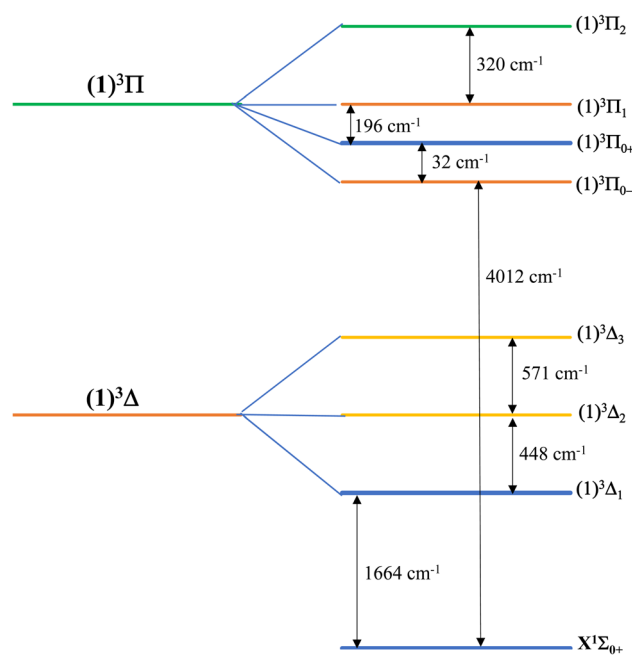 (1)³Π₂
320 cm⁻¹
(1)³Π
(1)³Π₁
196 cm⁻¹
(1)³Π₀₊
32 cm⁻¹
(1)³Π₀₋
4012 cm⁻¹
(1)³Δ₃
571 cm⁻¹
(1)³Δ
(1)³Δ₂
448 cm⁻¹
(1)³Δ₁
1664 cm⁻¹
X¹Σ₀₊